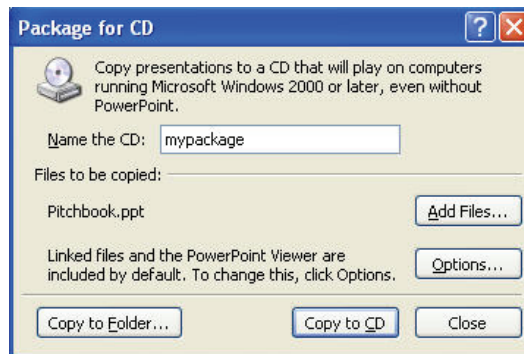 Package for CD
Copy presentations to a CD that will play on computers
running Microsoft Windows 2000 or later, even without
PowerPoint.
Name the CD: mypackage
Files to be copied:
Pitchbook.ppt
Add Files...
Linked files and the PowerPoint Viewer are
included by default. To change this, click Options.
Options...
Copy to Folder... Copy to CD Close